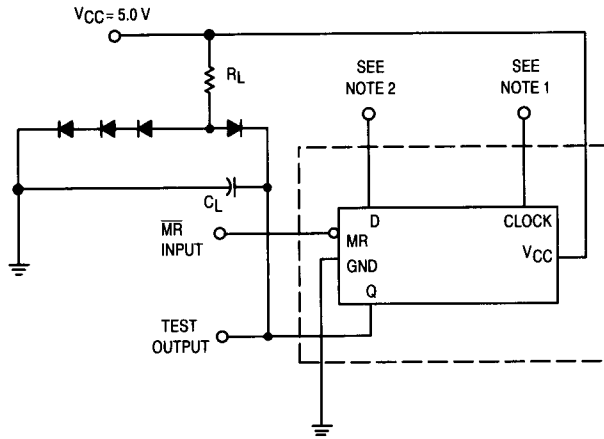 VCC = 5.0 V
RL
SEE
NOTE 2
SEE
NOTE 1
CL
MR
INPUT
D
CLOCK
MR
VCC
GND
Q
TEST
OUTPUT